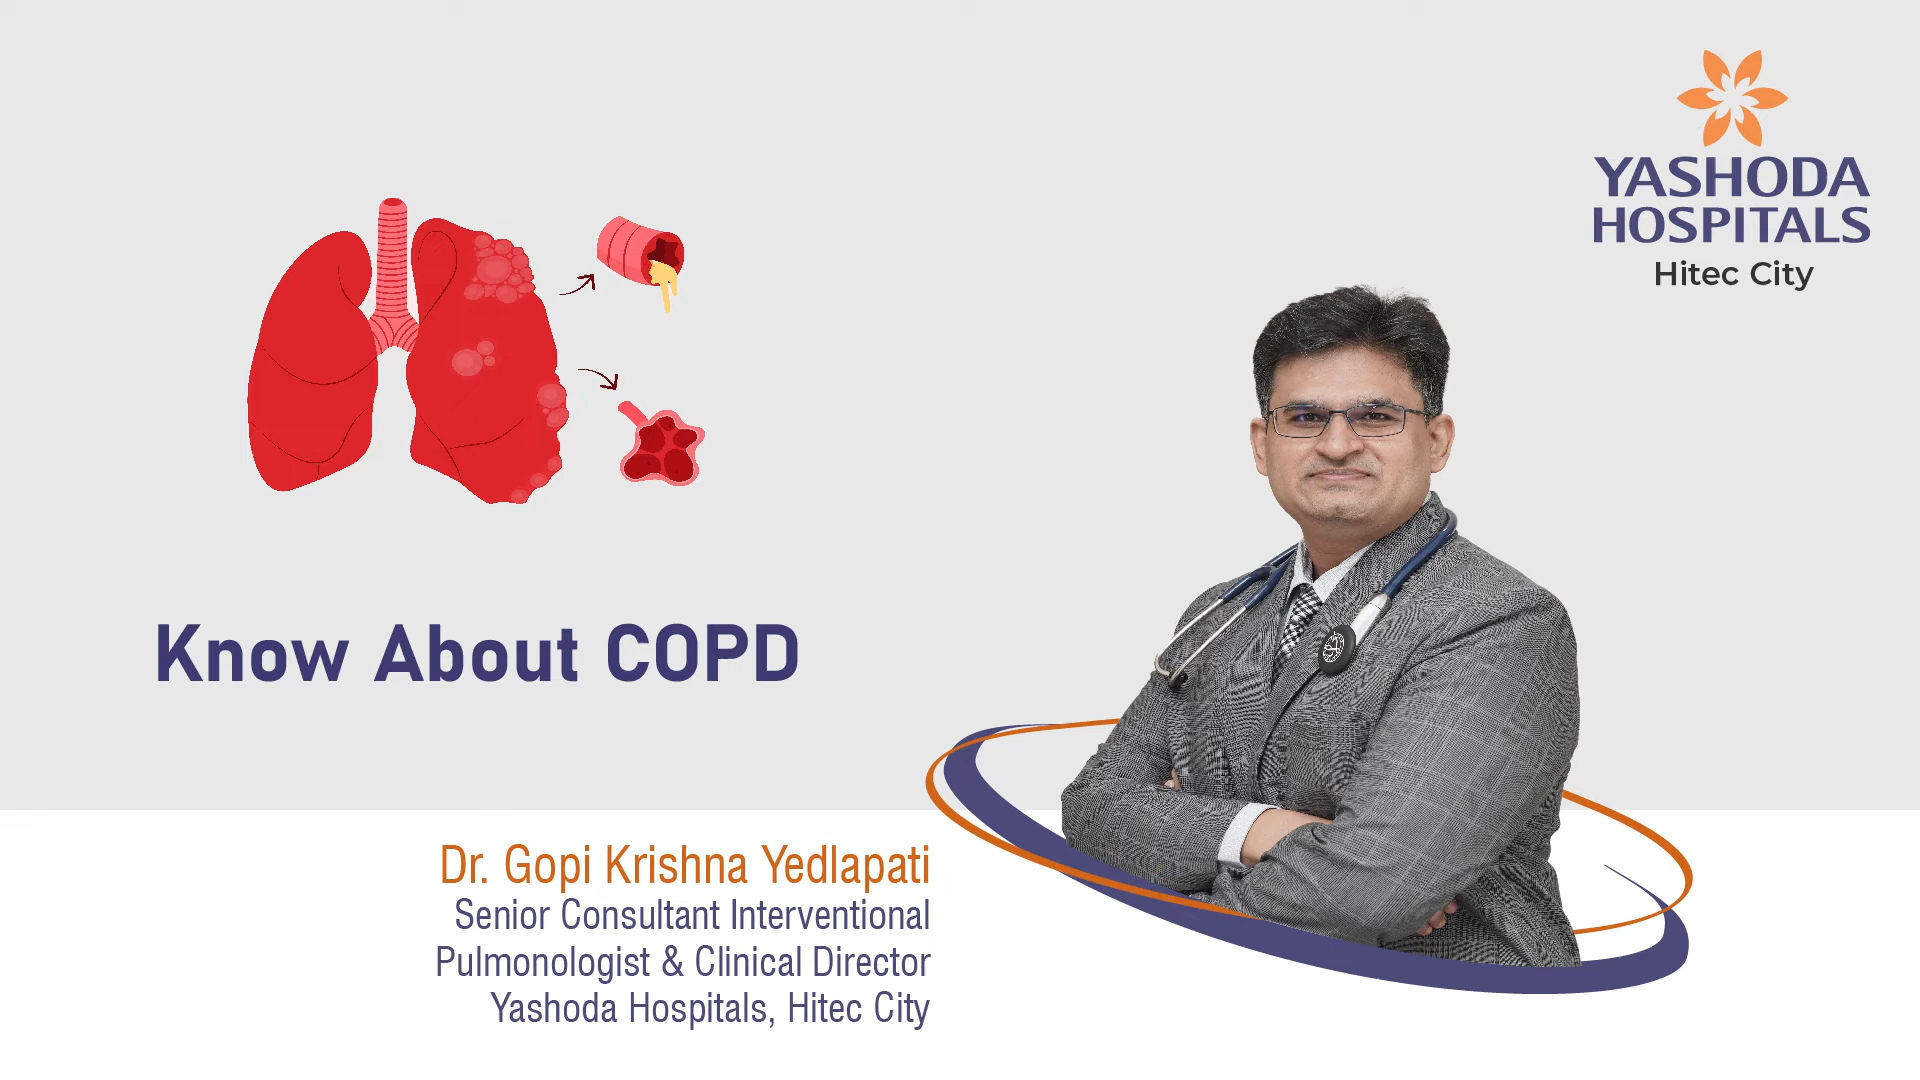 YASHODA
HOSPITALS
Hitec City
Know About COPD
Dr. Gopi Krishna Yedlapati
Senior Consultant Interventional
Pulmonologist & Clinical Director
Yashoda Hospitals, Hitec City